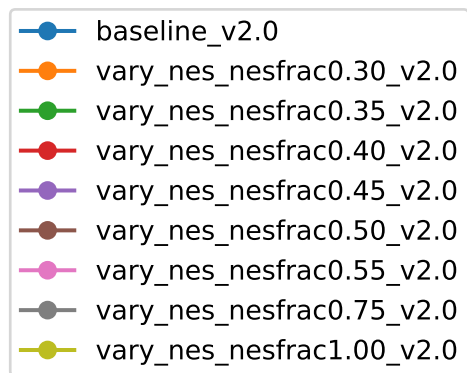 baseline_v2.0
vary_nes_nesfrac0.30_v2.0
vary_nes_nesfrac0.35_v2.0
vary_nes_nesfrac0.40_v2.0
vary_nes_nesfrac0.45_v2.0
vary_nes_nesfrac0.50_v2.0
vary_nes_nesfrac0.55_v2.0
vary_nes_nesfrac0.75_v2.0
vary_nes_nesfrac1.00_v2.0